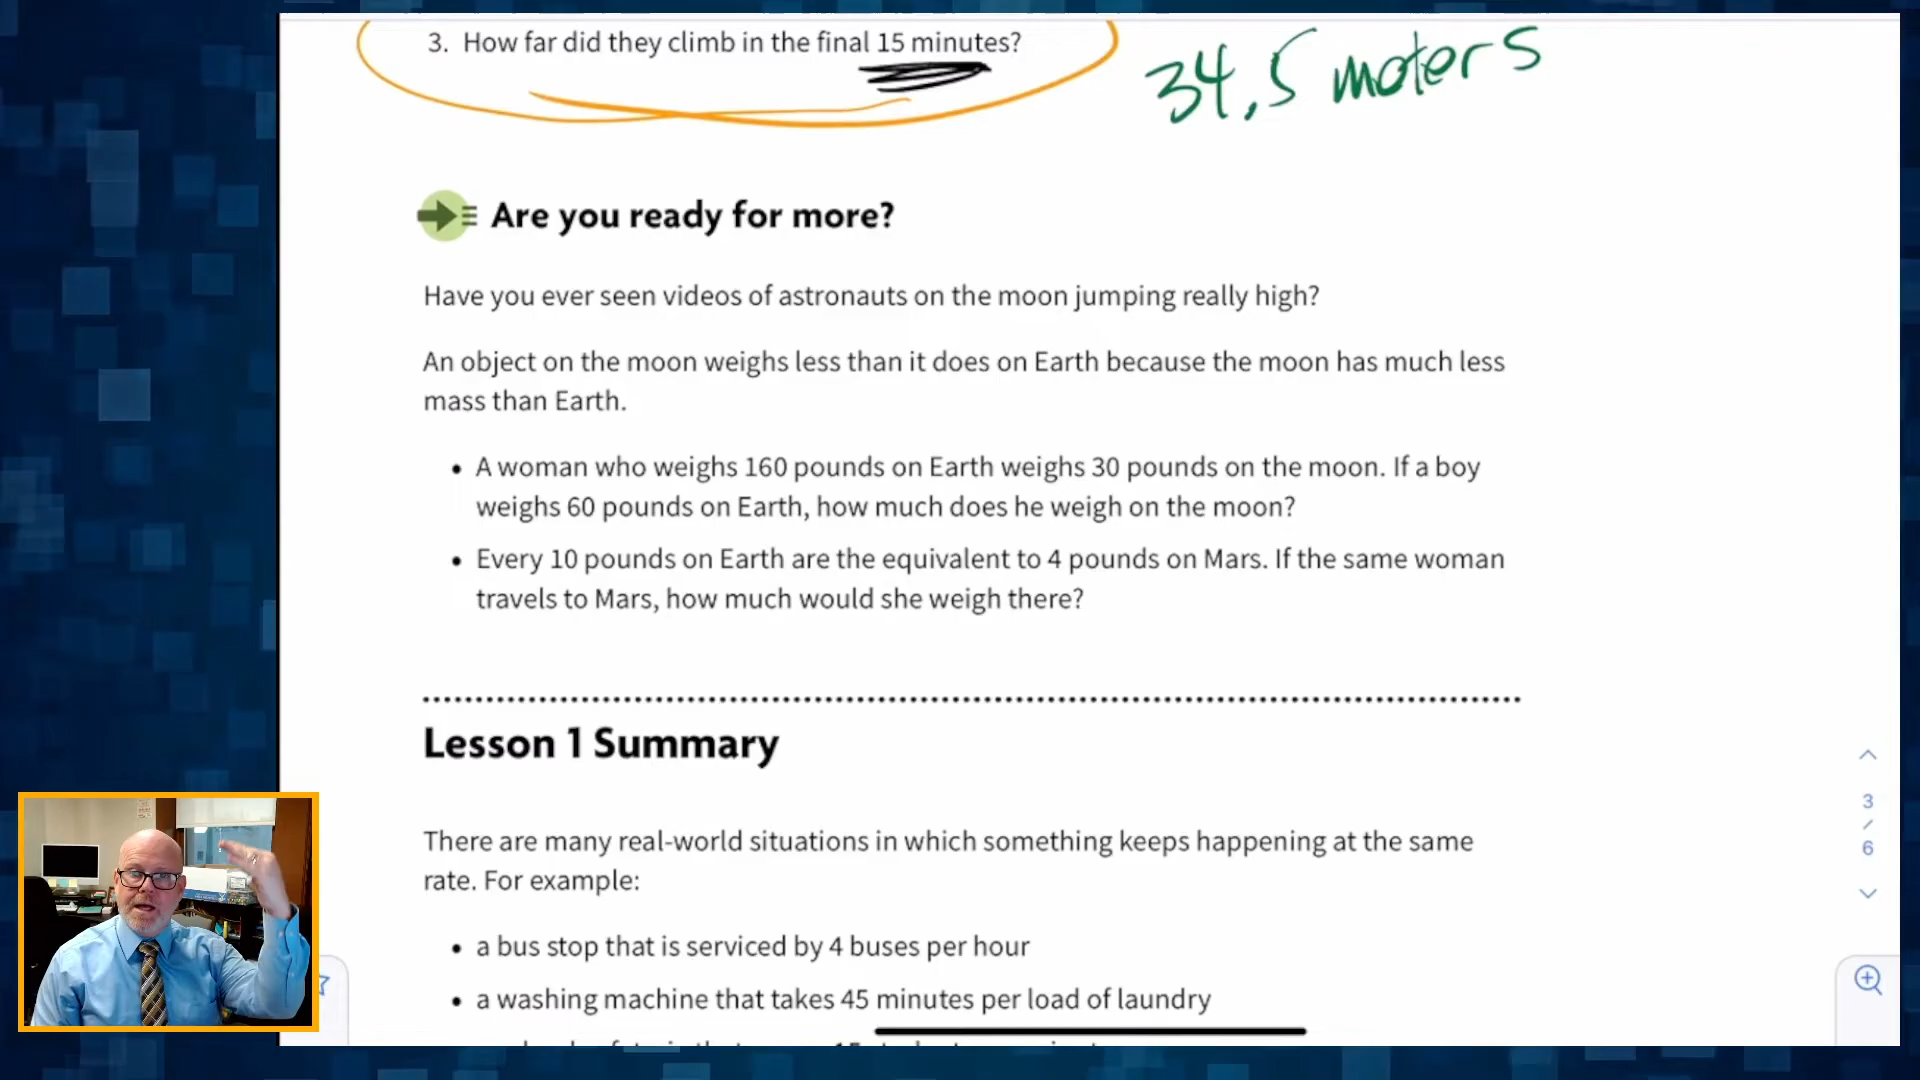 3. How far did they climb in the final 15 minutes?
34,5 moters
Are you ready for more?
Have you ever seen videos of astronauts on the moon jumping really high?
An object on the moon weighs less than it does on Earth because the moon has much less
mass than Earth.
• A woman who weighs 160 pounds on Earth weighs 30 pounds on the moon. If a boy
weighs 60 pounds on Earth, how much does he weigh on the moon?
• Every 10 pounds on Earth are the equivalent to 4 pounds on Mars. If the same woman
travels to Mars, how much would she weigh there?
Lesson 1 Summary
There are many real-world situations in which something keeps happening at the same
rate. For example:
• a bus stop that is serviced by 4 buses per hour
• a washing machine that takes 45 minutes per load of laundry
3
/
6